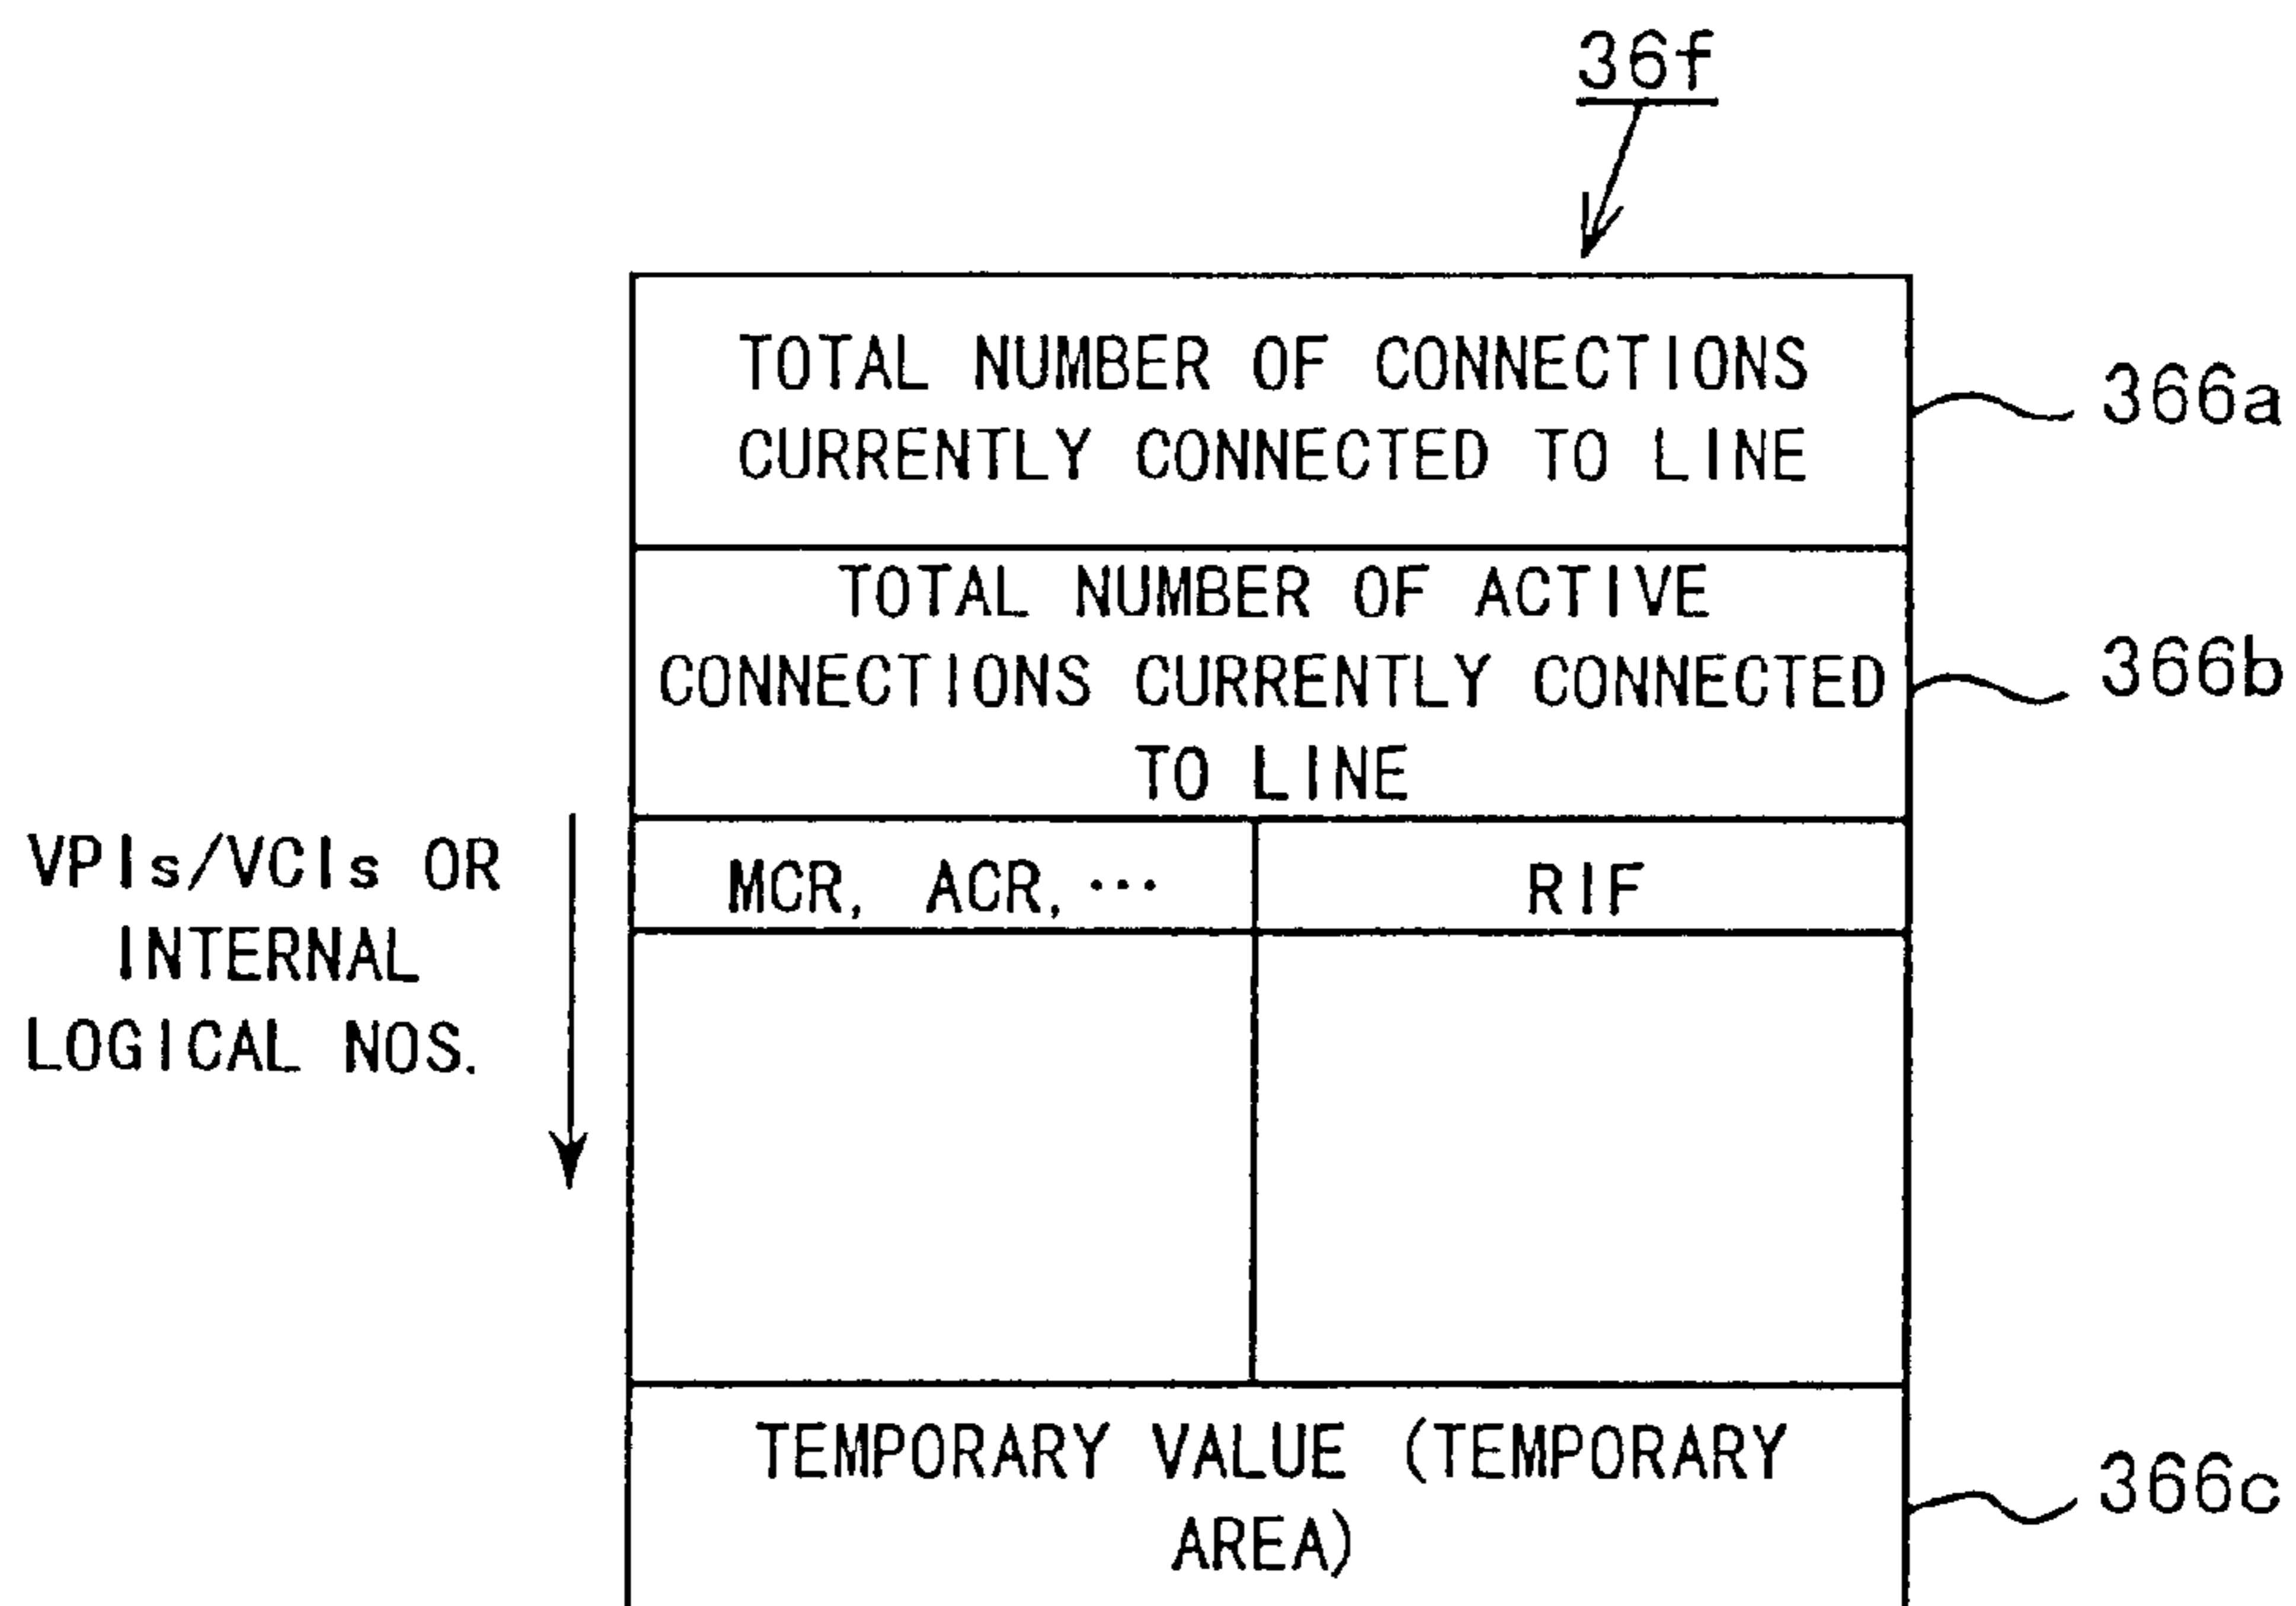 36f
TOTAL NUMBER OF CONNECTIONS
CURRENTLY CONNECTED TO LINE
366a
TOTAL NUMBER OF ACTIVE
CONNECTIONS CURRENTLY CONNECTED
TO LINE
366b
VPIs/VCIs OR
INTERNAL
LOGICAL NOS.
MCR, ACR, ···
RIF
TEMPORARY VALUE (TEMPORARY
AREA)
366c